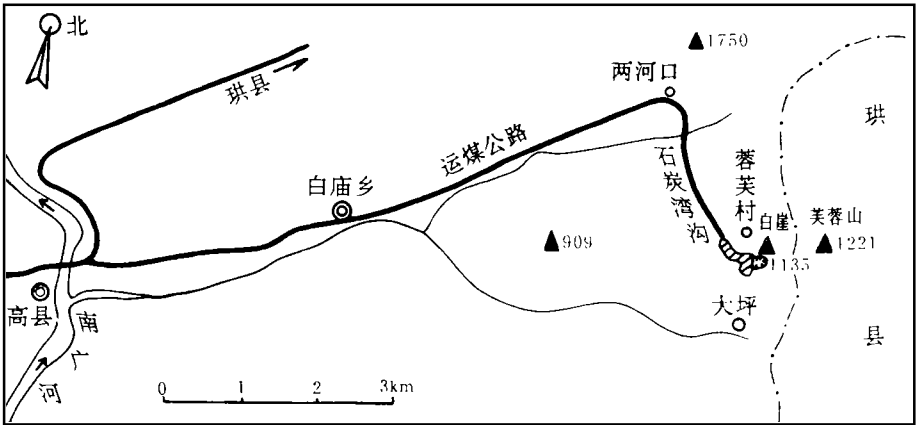 北
1750
珙县
两河口
珙
运煤公路
石炭湾沟
蓉芙村
白庙乡
白崖
芙蓉山
909
1221
1135
高县
大坪
南
广
河
县
0 1 2 3km